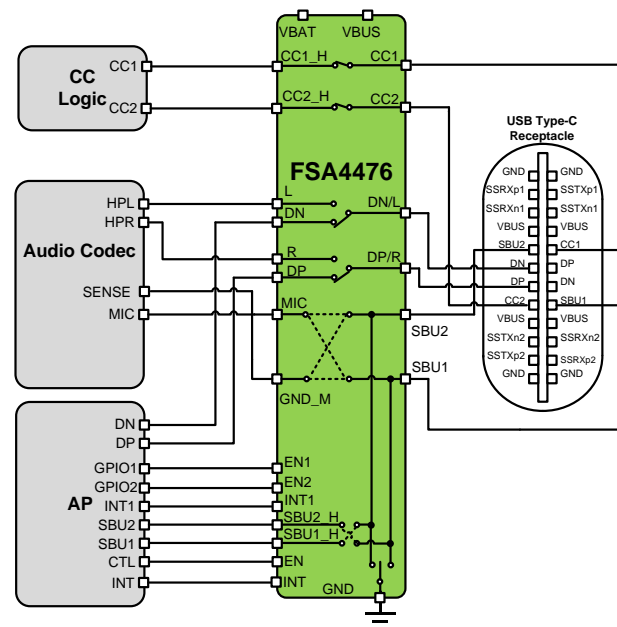 VBAT VBUS
CC Logic
CC1
CC2
CC1_H
CC2_H
CC1
CC2
FSA4476
Audio Codec
HPL
HPR
SENSE
MIC
L
DN
R
DP
MIC
GND_M
DN/L
DP/R
SBU2
SBU1
AP
DN
DP
GPIO1
GPIO2
INT1
SBU2
SBU1
CTL
INT
EN1
EN2
INT1
SBU2_H
SBU1_H
EN
INT
GND
USB Type-C
Receptacle
GND GND
SSRXp1 SSTXp1
SSRXn1 SSTXn1
VBUS VBUS
SBU2 CC1
DN DP
DP DN
CC2 SBU1
VBUS VBUS
SSTXn2 SSRXn2
SSTXp2 SSRXp2
GND GND